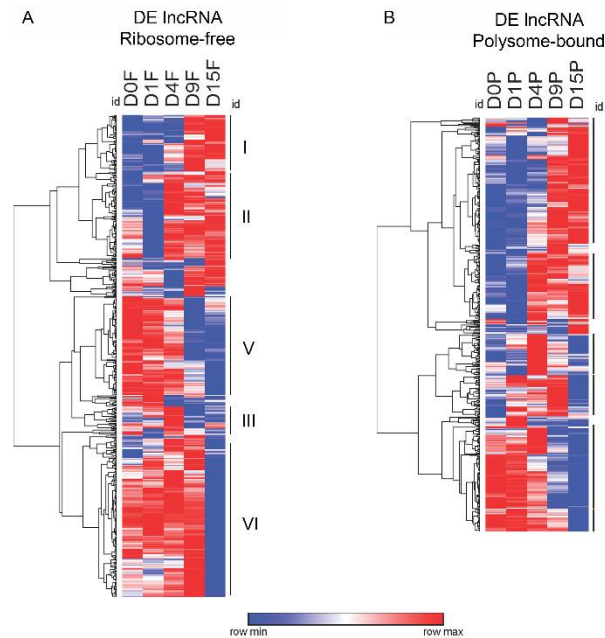 A
DE lncRNA
Ribosome-free
id
D0F
D1F
D4F
D9F
D15F
id
I
II
V
III
VI
B
DE lncRNA
Polysome-bound
id
D0P
D1P
D4P
D9P
D15P
id
row min
row max